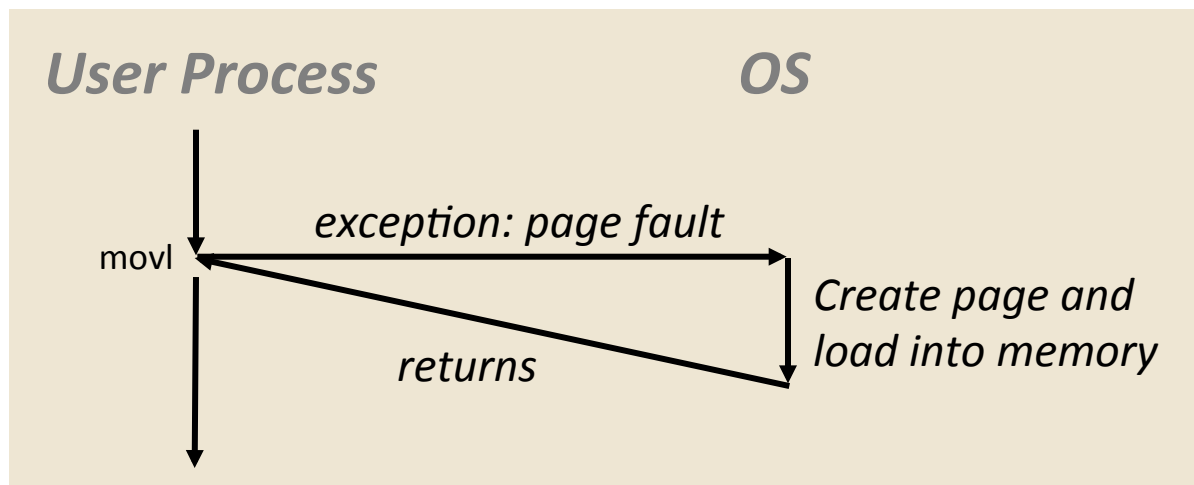 User Process
OS
exception: page fault
movl
Create page and
load into memory
returns